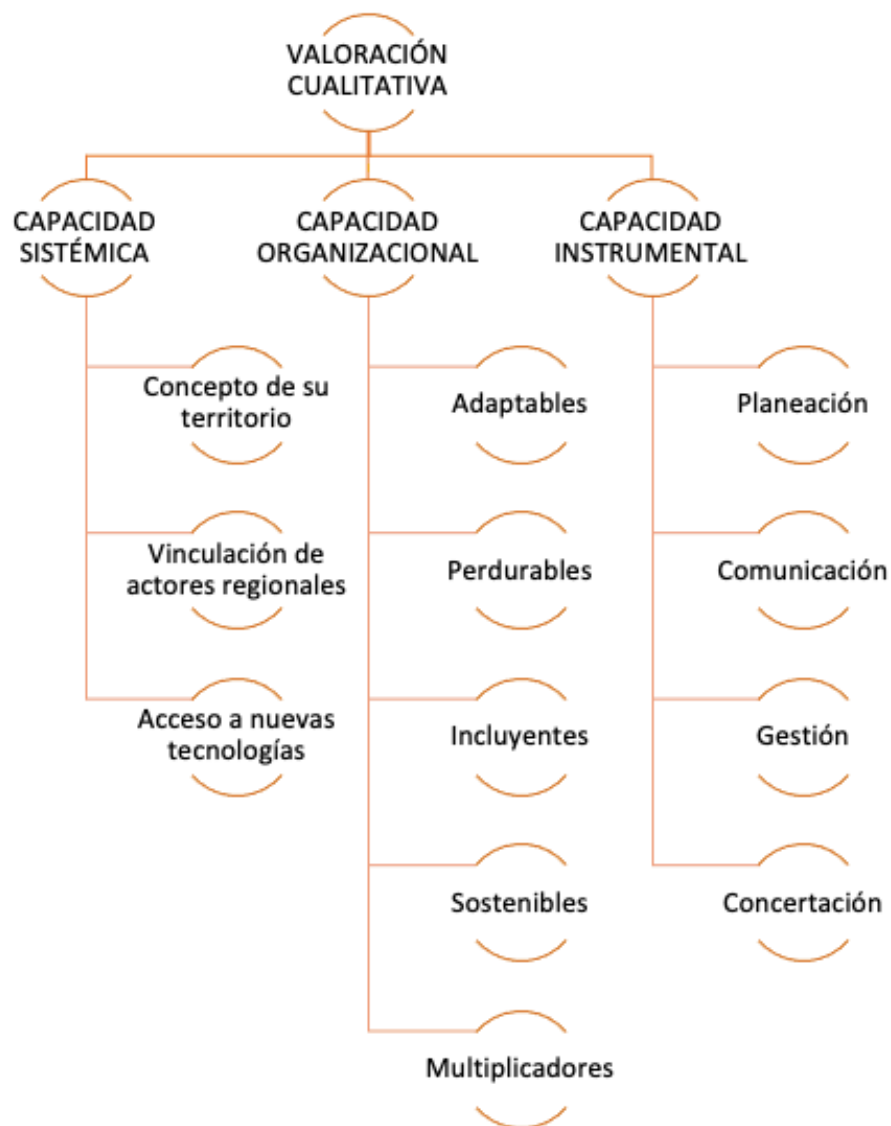 VALORACIÓN
CUALITATIVA
CAPACIDAD
SISTÉMICA
Concepto de su
territorio
Vinculación de
actores regionales
Acceso a nuevas
tecnologías
CAPACIDAD
ORGANIZACIONAL
Adaptables
Perdurables
Incluyentes
Sostenibles
Multiplicadores
CAPACIDAD
INSTRUMENTAL
Planeación
Comunicación
Gestión
Concertación